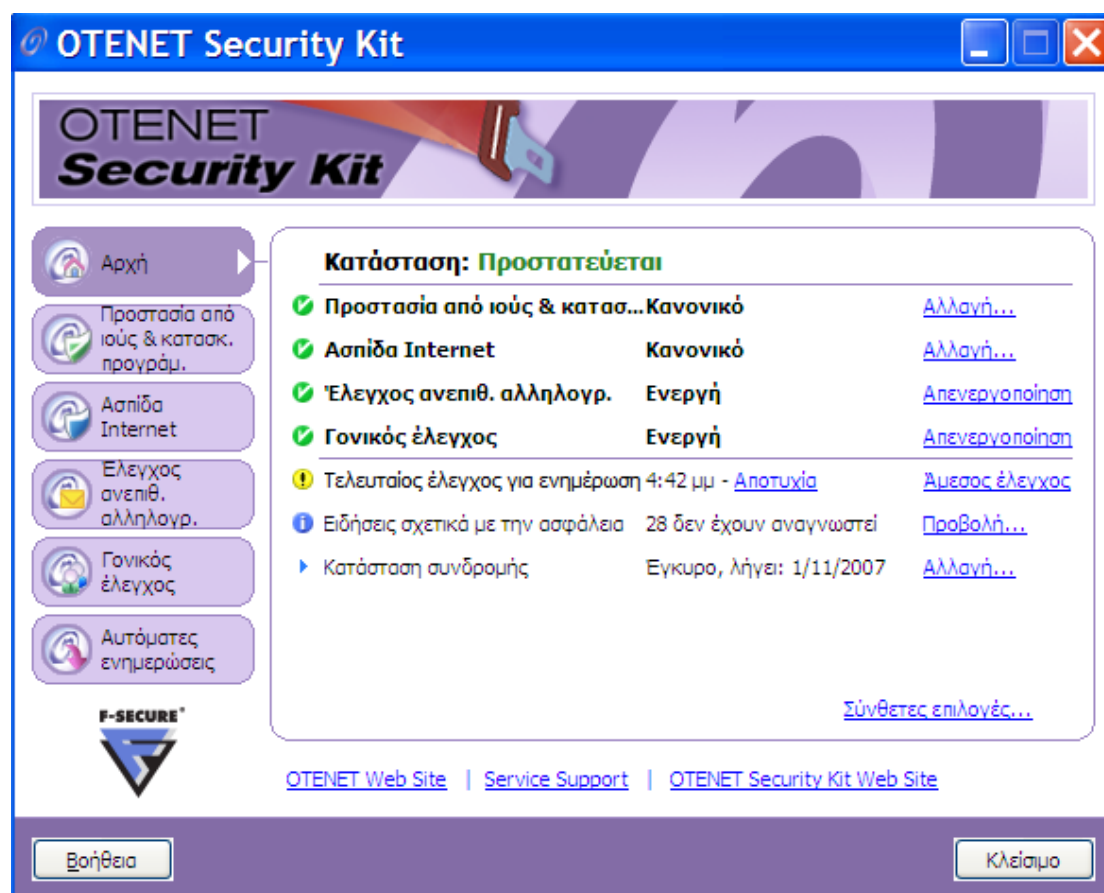 OTENET Security Kit
OTENET
Security Kit
Αρχή
Προστασία από
ιούς & κατασκ.
προγράμ.
Ασπίδα
Internet
Έλεγχος
ανεπιθ.
αλληλογρ.
Γονικός
έλεγχος
Αυτόματες
ενημερώσεις
F-SECURE®
Κατάσταση: Προστατεύεται
Προστασία από ιούς & κατασ... Κανονικό Αλλαγή...
Ασπίδα Internet Κανονικό Αλλαγή...
Έλεγχος ανεπιθ. αλληλογρ. Ενεργή Απενεργοποίηση
Γονικός έλεγχος Ενεργή Απενεργοποίηση
Τελευταίος έλεγχος για ενημέρωση 4:42 μμ - Αποτυχία Άμεσος έλεγχος
Ειδήσεις σχετικά με την ασφάλεια 28 δεν έχουν αναγνωστεί Προβολή...
Κατάσταση συνδρομής Έγκυρο, λήγει: 1/11/2007 Αλλαγή...
Σύνθετες επιλογές...
OTENET Web Site | Service Support | OTENET Security Kit Web Site
Βοήθεια Κλείσιμο